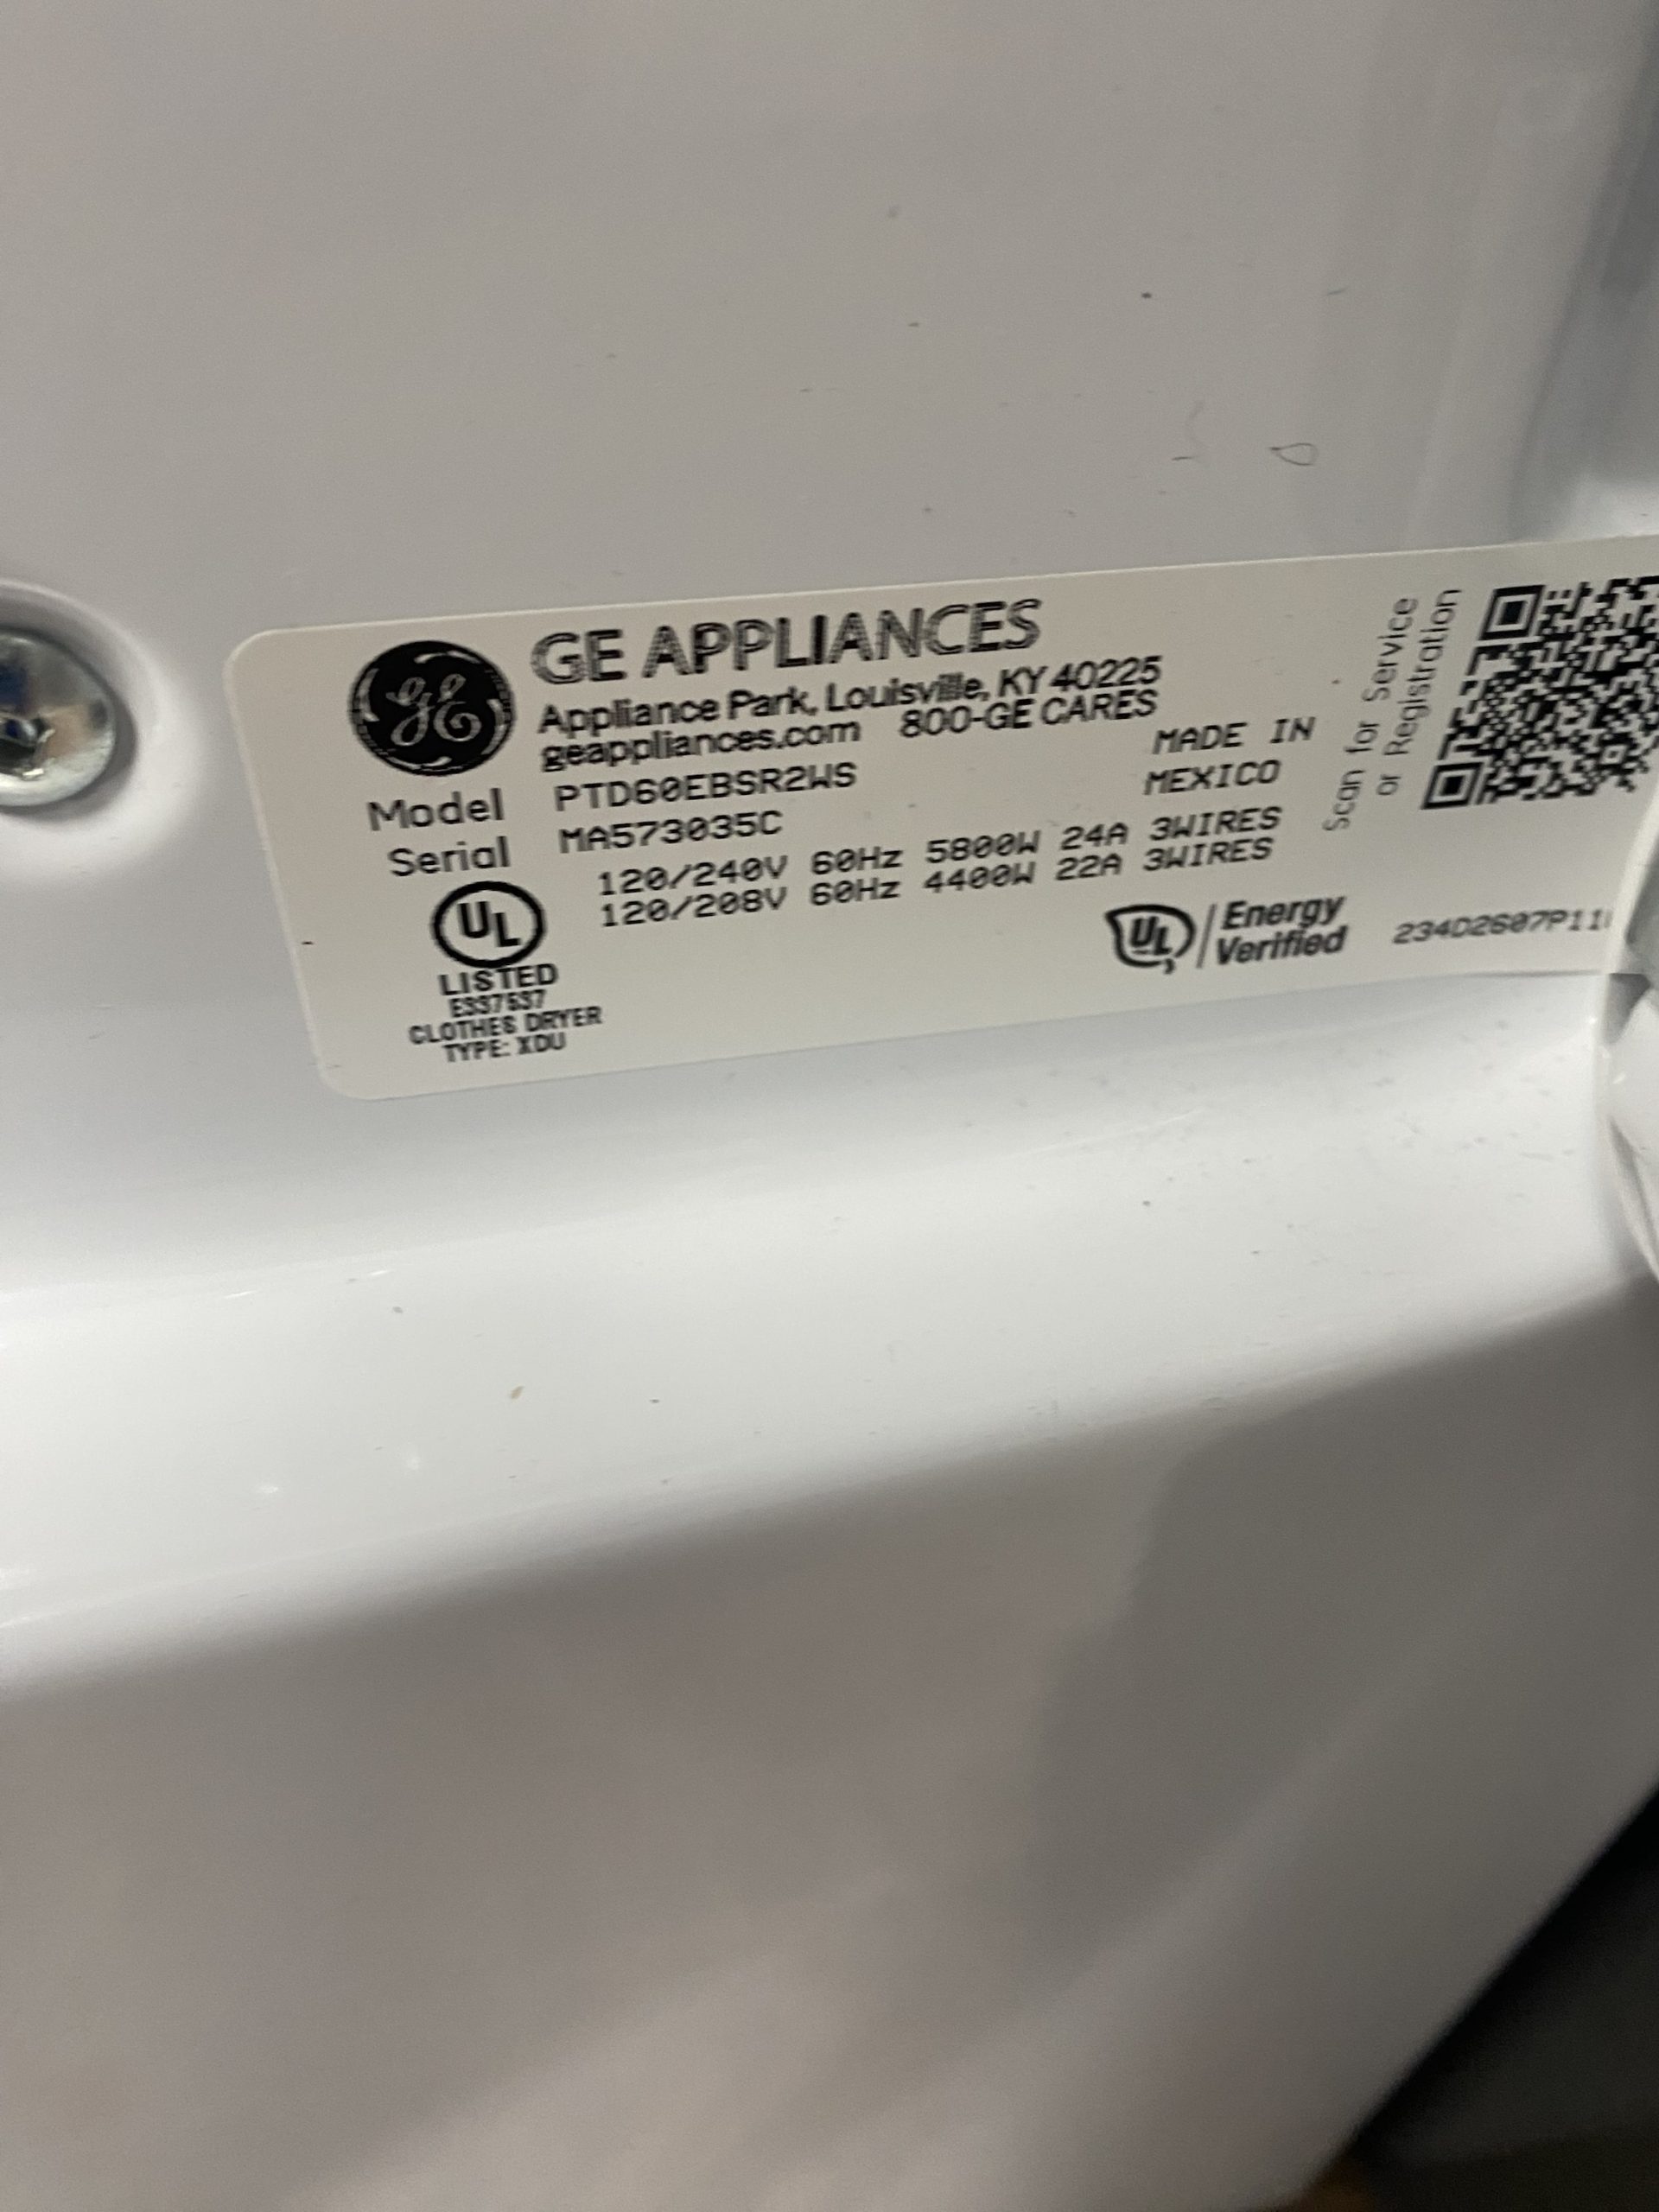 GE APPLIANCES
Appliance Park, Louisville, KY 40225
geappliances.com 800-GE CARES
Model PTD60EBSR2WS
Serial MA573035C
MADE IN
MEXICO
120/240V 60Hz 5800W 24A 3WIRES
120/208V 60Hz 4400W 22A 3WIRES
UL
LISTED
CLOTHES DRYER
TYPE: XDU
UL Energy
Verified
Scan for Service
or Registration